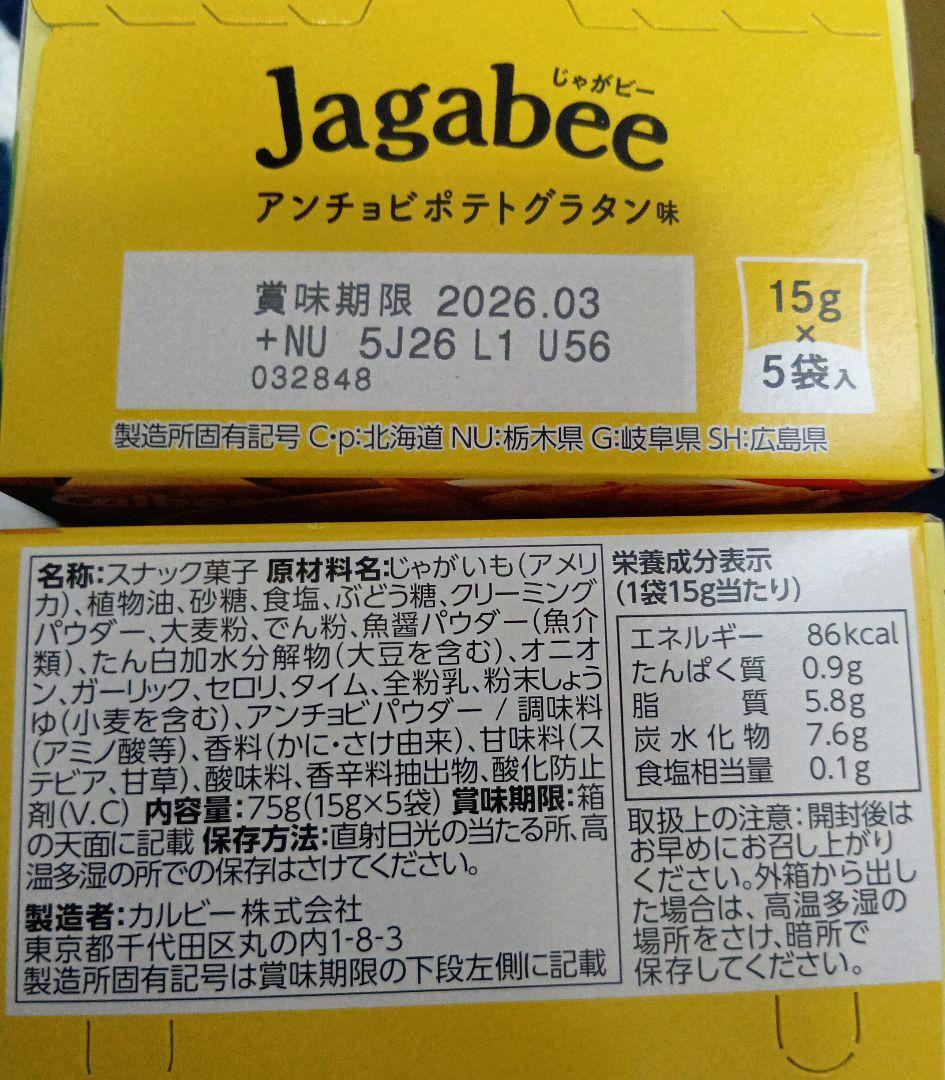 じゃがビー
Jagabee
アンチョビポテトグラタン味
賞味期限 2026.03
+NU 5J26 L1 U56
032848
15g
×
5袋入
製造所固有記号 C・p:北海道 NU:栃木県 G:岐阜県 SH:広島県
名称:スナック菓子 原材料名:じゃがいも(アメリ
カ)、植物油、砂糖、食塩、ぶどう糖、クリーミング
パウダー、大麦粉、でん粉、魚醤パウダー(魚介
類)、たん白加水分解物(大豆を含む)、オニオ
ン、ガーリック、セロリ、タイム、全粉乳、粉末しょう
ゆ(小麦を含む)、アンチョビパウダー / 調味料
(アミノ酸等)、香料(かに・さけ由来)、甘味料(ス
テビア、甘草)、酸味料、香辛料抽出物、酸化防止
剤(V.C) 内容量:75g(15g×5袋) 賞味期限:箱
の天面に記載 保存方法:直射日光の当たる所、高
温多湿の所での保存はさけてください。
製造者:カルビー株式会社
東京都千代田区丸の内1-8-3
製造所固有記号は賞味期限の下段左側に記載
栄養成分表示
(1袋15g当たり)
エネルギー 86kcal
たんぱく質 0.9g
脂質 5.8g
炭水化物 7.6g
食塩相当量 0.1g
取扱上の注意:開封後は
お早めにお召し上がり
ください。外箱から出し
た場合は、高温多湿の
場所をさけ、暗所で
保存してください。